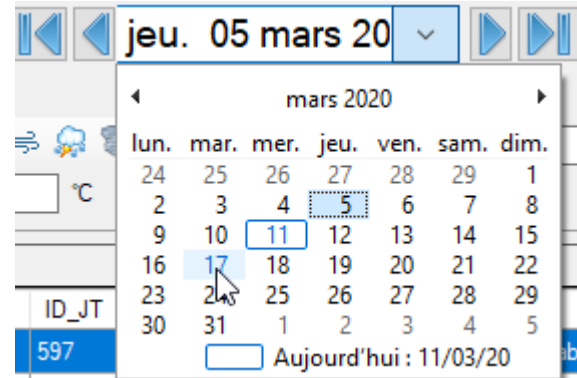 jeu. 05 mars 20
mars 2020
lun. mar. mer. jeu. ven. sam. dim.
24 25 26 27 28 29 1
2 3 4 5 6 7 8
°C
9 10 11 12 13 14 15
16 17 18 19 20 21 22
23 25 26 27 28 29
ID_JT
30 31 1 2 3 4 5
597
Aujourd'hui : 11/03/20